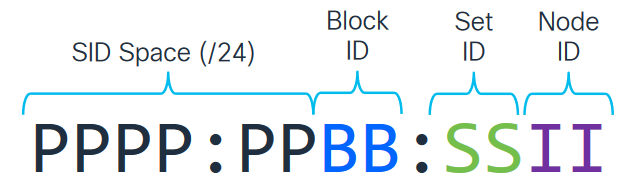 SID Space (/24)
Block ID
Set ID
Node ID
PPPP:PPBB:SSII